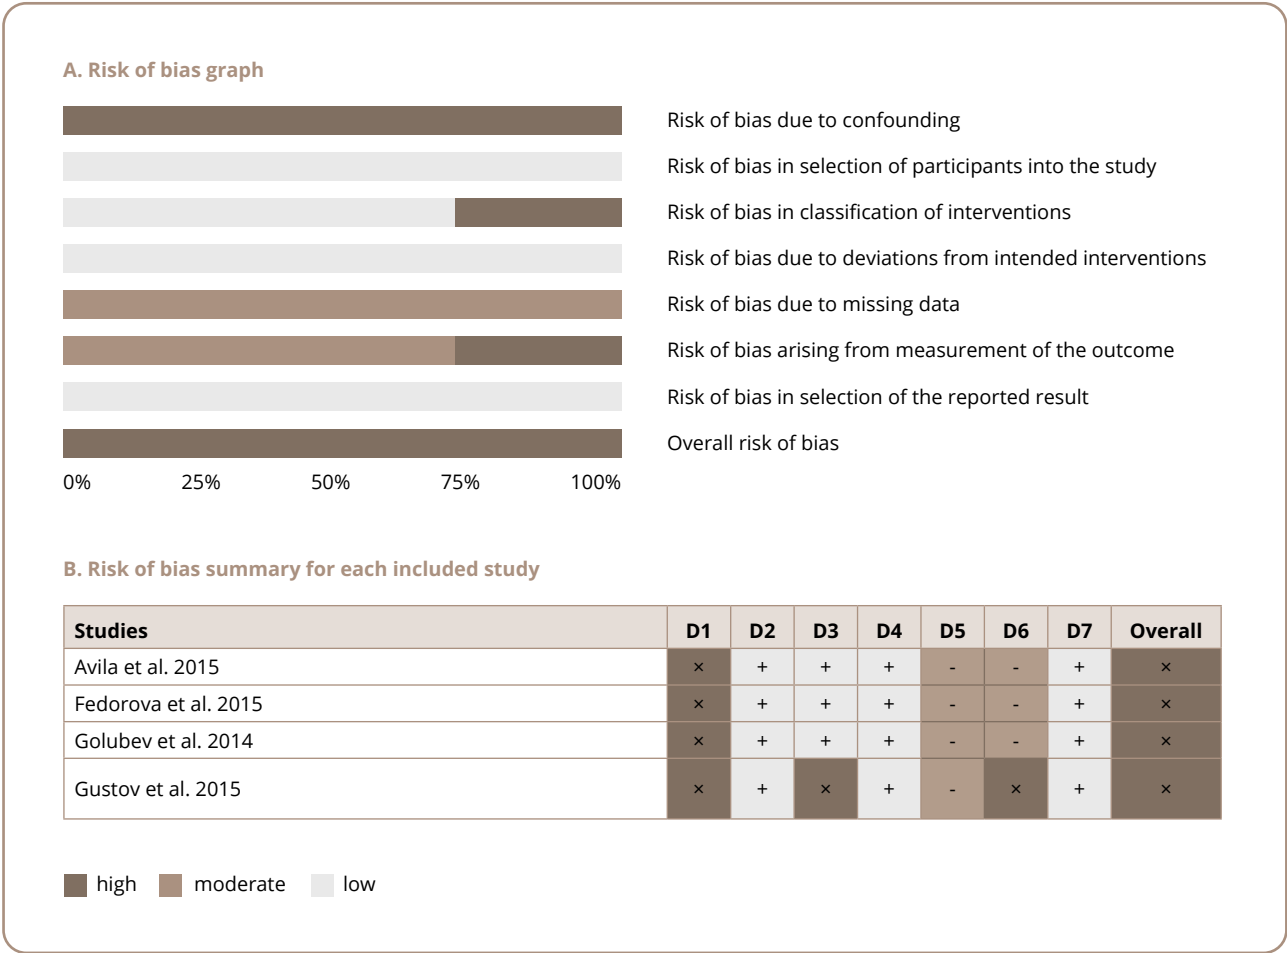 A. Risk of bias graph
Risk of bias due to confounding
Risk of bias in selection of participants into the study
Risk of bias in classification of interventions
Risk of bias due to deviations from intended interventions
Risk of bias due to missing data
Risk of bias arising from measurement of the outcome
Risk of bias in selection of the reported result
Overall risk of bias
0% 25% 50% 75% 100%
B. Risk of bias summary for each included study
Studies D1 D2 D3 D4 D5 D6 D7 Overall
Avila et al. 2015 × + + + - - + ×
Fedorova et al. 2015 × + + + - - + ×
Golubev et al. 2014 × + + + - - + ×
Gustov et al. 2015 × + × + - × + ×
high moderate low